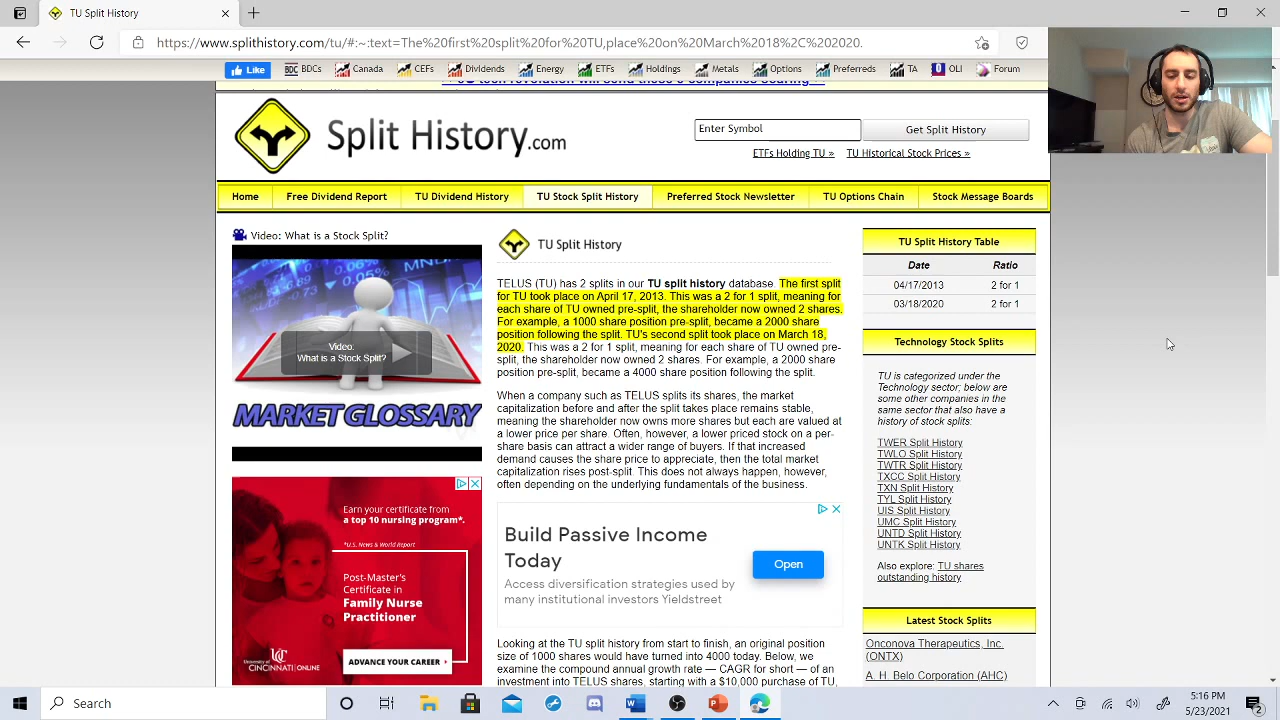 https://www.splithistory.com/tu/#:~:text=The%20first%20split%20for%20TU,place%20on%20March%2018%2C%202020.
Like
BDCs
Canada
CEFs
Dividends
Energy
ETFs
Holdings
Metals
Options
Preferreds
TA
Oil
Forum
Split History.com
Enter Symbol
Get Split History
ETFs Holding TU »
TU Historical Stock Prices »
Home
Free Dividend Report
TU Dividend History
TU Stock Split History
Preferred Stock Newsletter
TU Options Chain
Stock Message Boards
Video: What is a Stock Split?
Video:
What is a Stock Split?
MARKET GLOSSARY
Earn your certificate from
a top 10 nursing program*.
*U.S. News & World Report
Post-Master's
Certificate in
Family Nurse
Practitioner
University of
CINCINNATI | ONLINE
ADVANCE YOUR CAREER
TU Split History
TELUS (TU) has 2 splits in our TU split history database. The first split
for TU took place on April 17, 2013. This was a 2 for 1 split, meaning for
each share of TU owned pre-split, the shareholder now owned 2 shares.
For example, a 1000 share position pre-split, became a 2000 share
position following the split. TU's second split took place on March 18,
2020. This was a 2 for 1 split, meaning for each share of TU owned pre-
split, the shareholder now owned 2 shares. For example, a 2000 share
position pre-split, became a 4000 share position following the split.
When a company such as TELUS splits its shares, the market
capitalization before and after the split takes place remains stable,
meaning the shareholder now owns more shares but each are valued at
a lower price per share. Often, however, a lower priced stock on a per-
share basis can attract a wider range of buyers. If that increased
demand causes the share price to appreciate, then the total market
capitalization rises post-split. This does not always happen, however,
often depending on the underlying fundamentals of the business.
Build Passive Income
Today
Access diversification strategies used by
many institutional investors Yieldstreet
Open
Looking at the TU split history from start to finish, an original position
size of 1000 shares would have turned into 4000 today. Below, we
examine the compound annual growth rate — CAGR for short — of an
investment into TELUS shares, starting with a $10,000 purchase of TU,
TU Split History Table
Date Ratio
04/17/2013 2 for 1
03/18/2020 2 for 1
Technology Stock Splits
TU is categorized under the
Technology sector; below are
some other companies in the
same sector that also have a
history of stock splits:
TWER Split History
TWLO Split History
TWTR Split History
TXCC Split History
TXN Split History
TYL Split History
UIS Split History
UMC Split History
UNTD Split History
UNTK Split History
Also explore: TU shares
outstanding history
Latest Stock Splits
Onconova Therapeutics, Inc.
(ONTX)
A. H. Belo Corporation (AHC)
Search
5:16 PM
5/23/2021
2